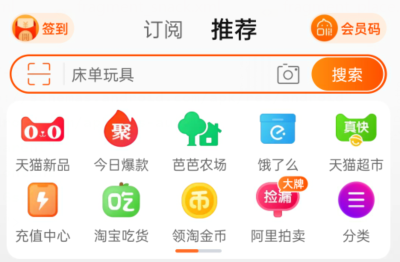 签到
订阅
推荐
会员码
床单玩具
搜索
聚
真快
天猫新品
今日爆款
芭芭农场
饿了么
天猫超市
吃
币
捡漏
大牌
充值中心
淘宝吃货
领淘金币
阿里拍卖
分类